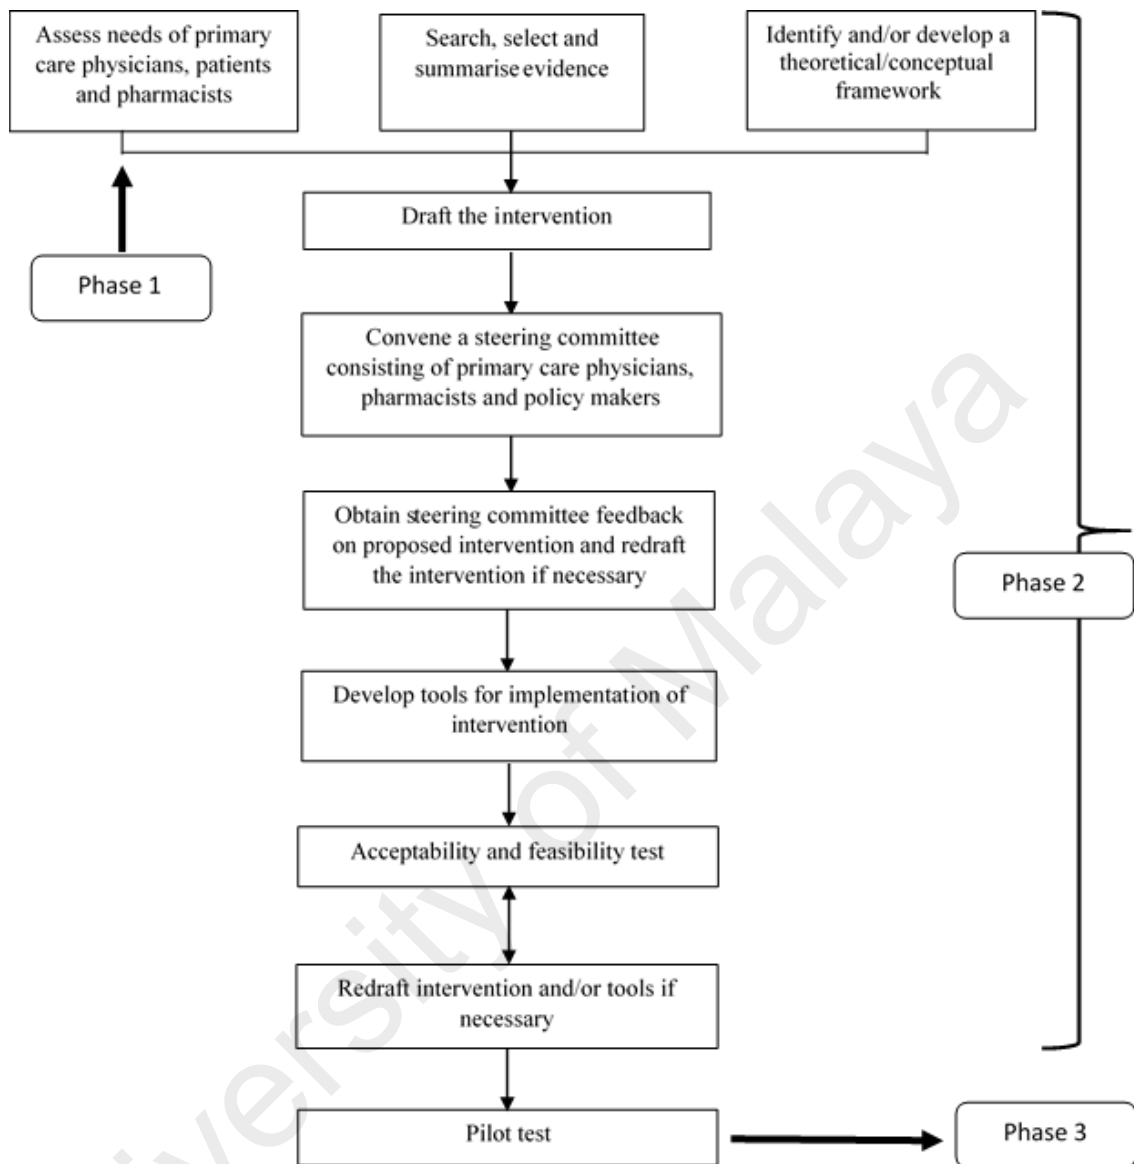 Assess needs of primary
care physicians, patients
and pharmacists
Search, select and
summarise evidence
Identify and/or develop a
theoretical/conceptual
framework
Draft the intervention
Phase 1
Convene a steering committee
consisting of primary care physicians,
pharmacists and policy makers
Obtain steering committee feedback
on proposed intervention and redraft
the intervention if necessary
Phase 2
Develop tools for implementation of
intervention
Acceptability and feasibility test
Redraft intervention and/or tools if
necessary
Pilot test
Phase 3
versity of Malaya